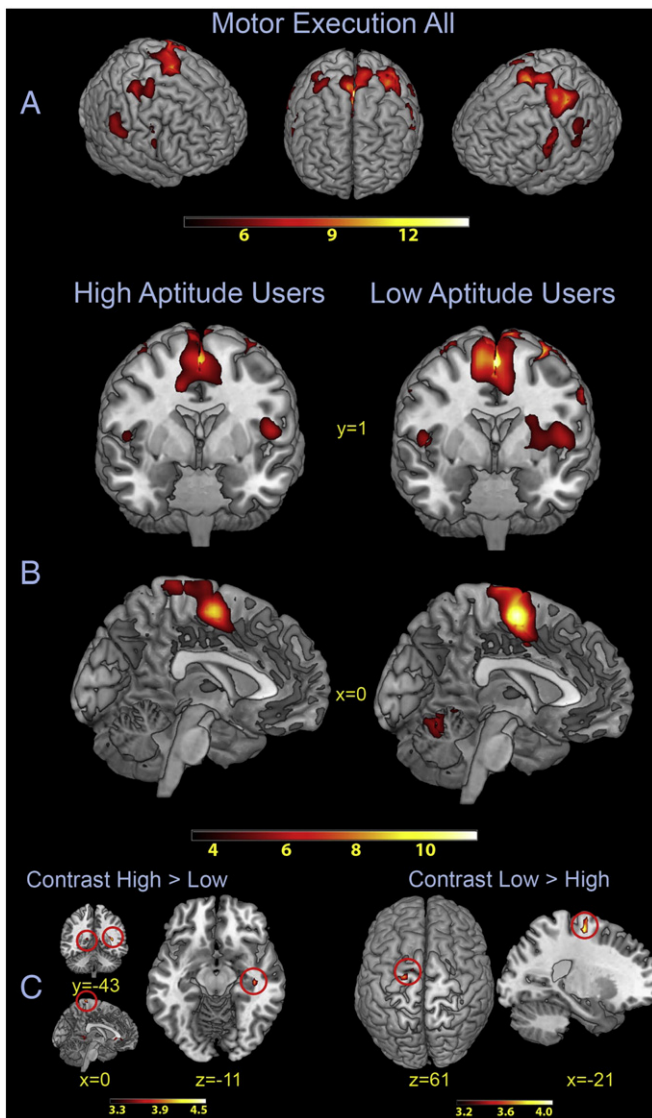 Motor Execution All
A
6 9 12
High Aptitude Users Low Aptitude Users
y=1
B
x=0
4 6 8 10
Contrast High > Low Contrast Low > High
y=-43
C
x=0 z=-11 z=61 x=-21
3.3 3.9 4.5 3.2 3.6 4.0